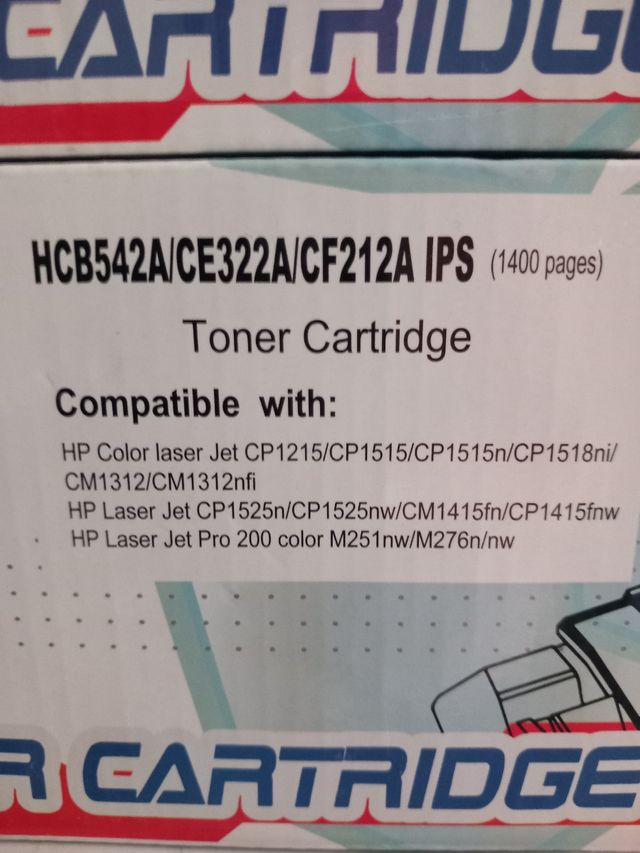 CARTRIDGE
HCB542A/CE322A/CF212A IPS (1400 pages)
Toner Cartridge
Compatible with:
HP Color laser Jet CP1215/CP1515/CP1515n/CP1518ni/
CM1312/CM1312nfi
HP Laser Jet CP1525n/CP1525nw/CM1415fn/CP1415fnw
HP Laser Jet Pro 200 color M251nw/M276n/nw
R CARTRIDGE